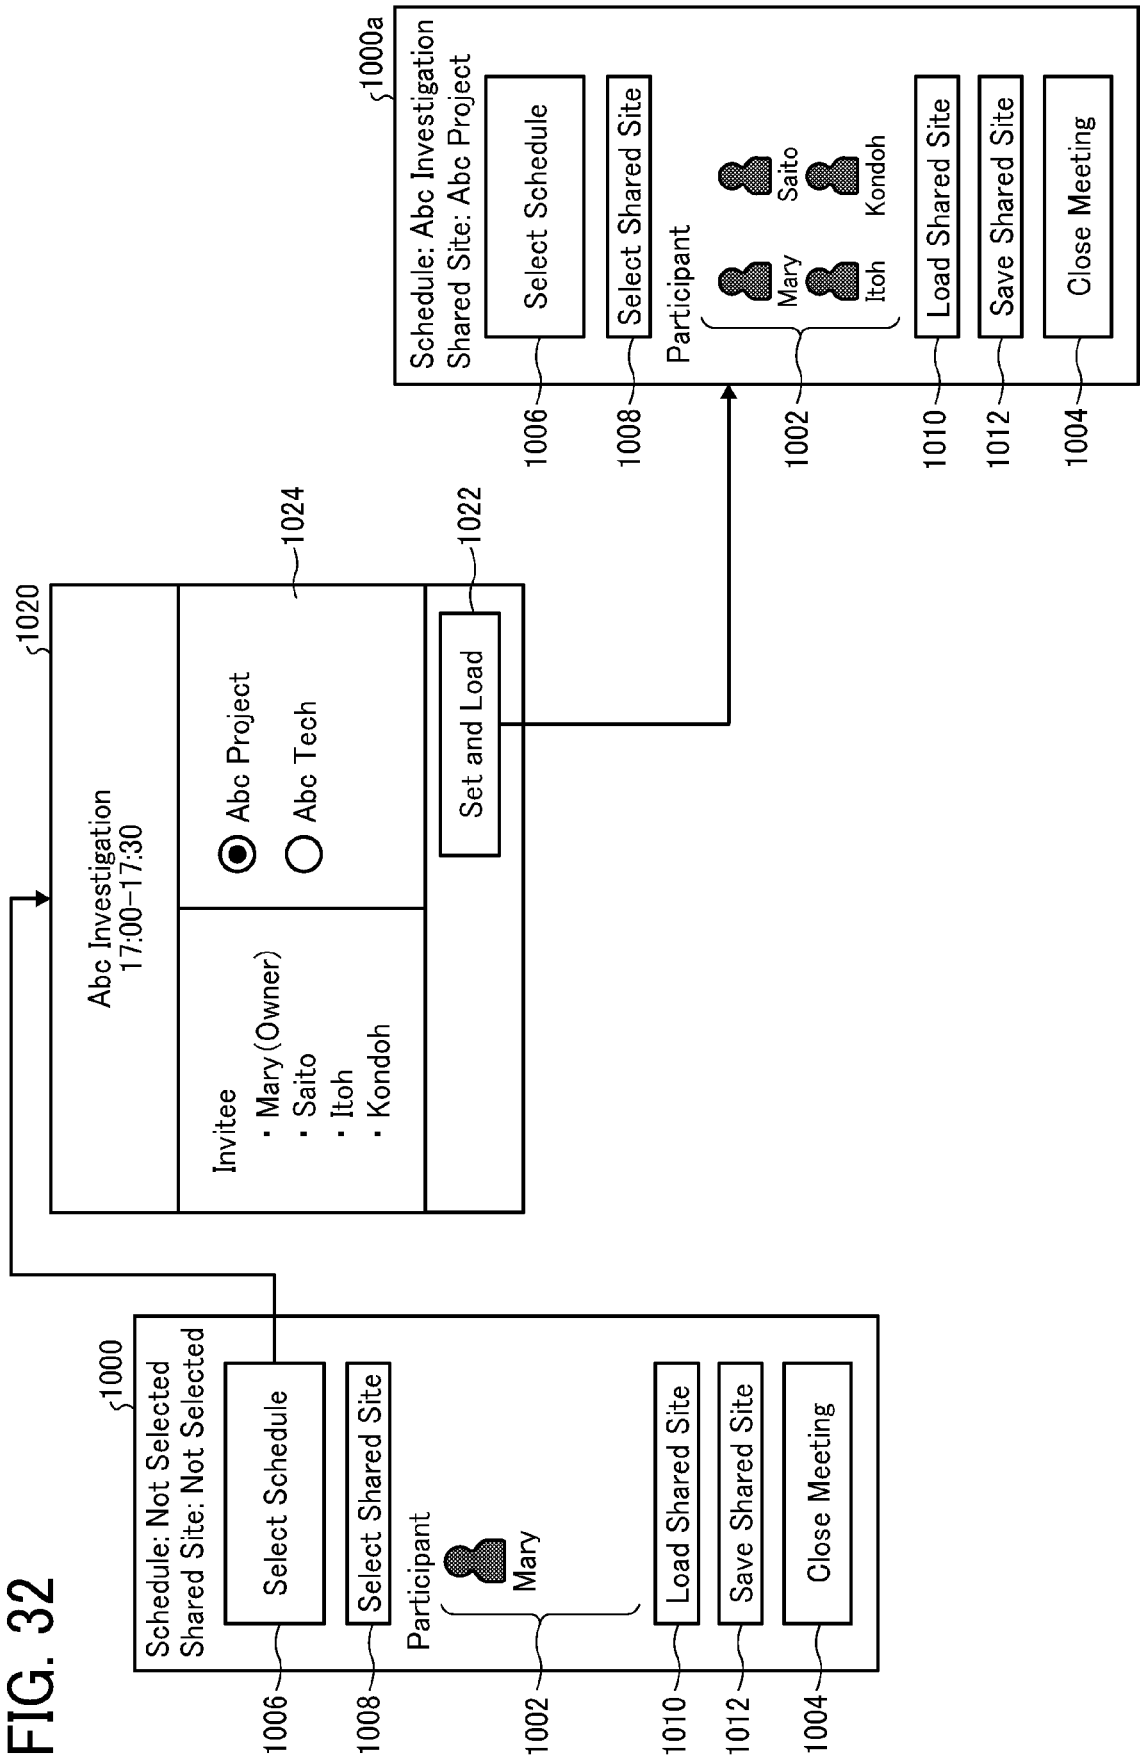 FIG. 32
1000
Schedule: Not Selected
Shared Site: Not Selected
Select Schedule
1006
Select Shared Site
1008
Participant
Mary
1002
Load Shared Site
1010
Save Shared Site
1012
Close Meeting
1004
1020
Abc Investigation
17:00-17:30
Invitee
・Mary(Owner)
・Saito
・Itoh
・Kondoh
Abc Project
Abc Tech
1024
Set and Load
1022
1000a
Schedule: Abc Investigation
Shared Site: Abc Project
Select Schedule
1006
Select Shared Site
1008
Participant
Mary Saito
Itoh Kondoh
1002
Load Shared Site
1010
Save Shared Site
1012
Close Meeting
1004